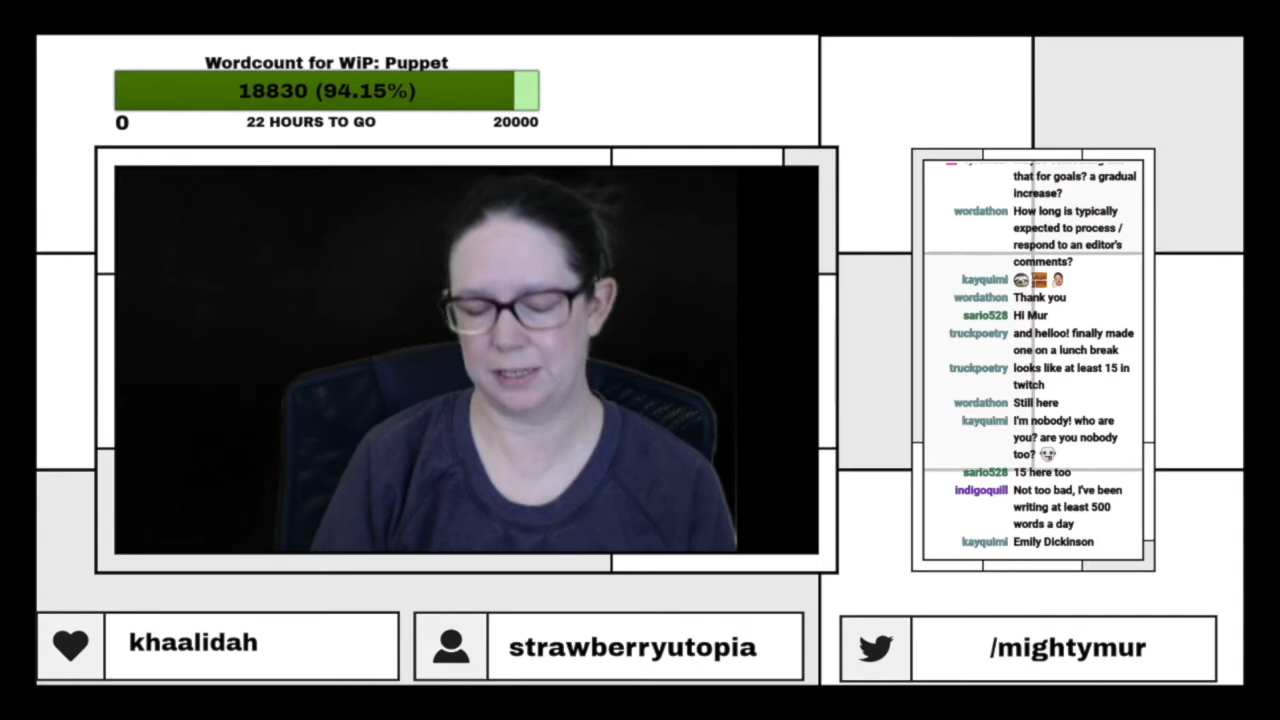 Wordcount for WiP: Puppet
18830 (94.15%)
0 22 HOURS TO GO 20000
that for goals? a gradual
increase?
wordathon How long is typically
expected to process /
respond to an editor's
comments?
kayquimi
wordathon Thank you
sario528 Hi Mur
truckpoetry and helloo! finally made
one on a lunch break
truckpoetry looks like at least 15 in
twitch
wordathon Still here
kayquimi I'm nobody! who are
you? are you nobody
too?
sario528 15 here too
indigoquill Not too bad, I've been
writing at least 500
words a day
kayquimi Emily Dickinson
khaalidah
strawberryutopia
/mightymur